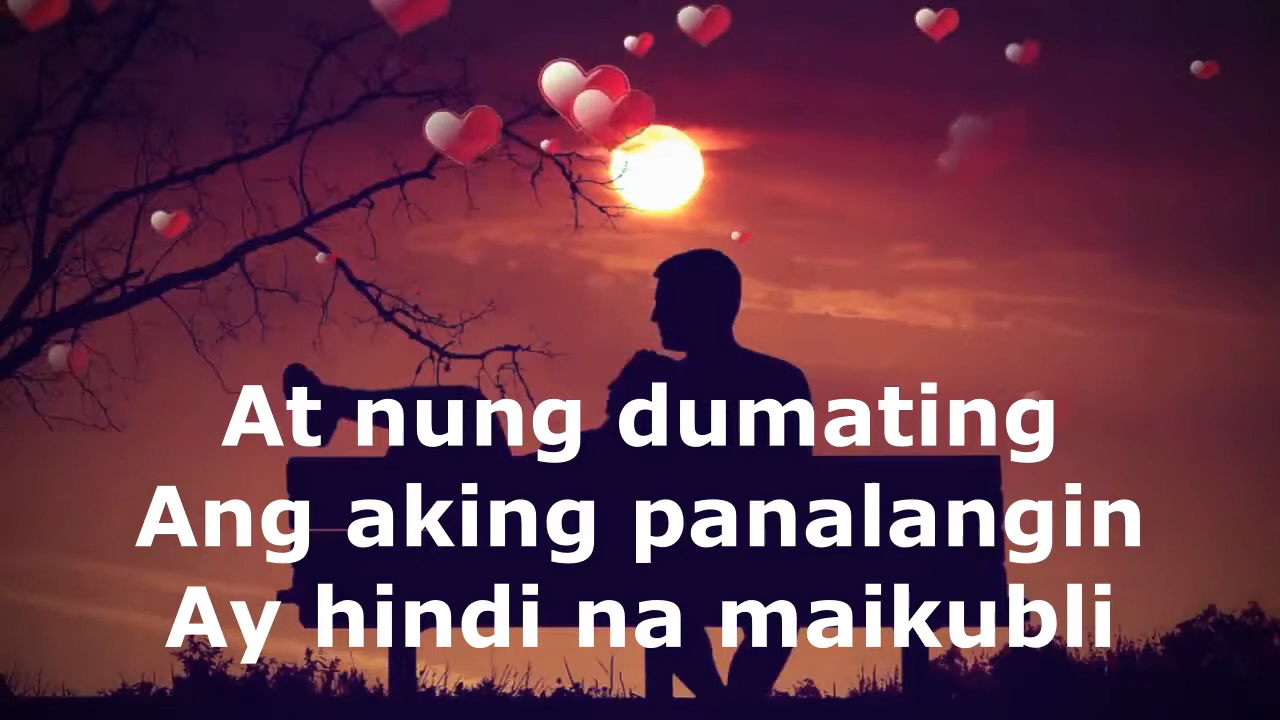 At nung dumating
Ang aking panalangin
Ay hindi na maikubli